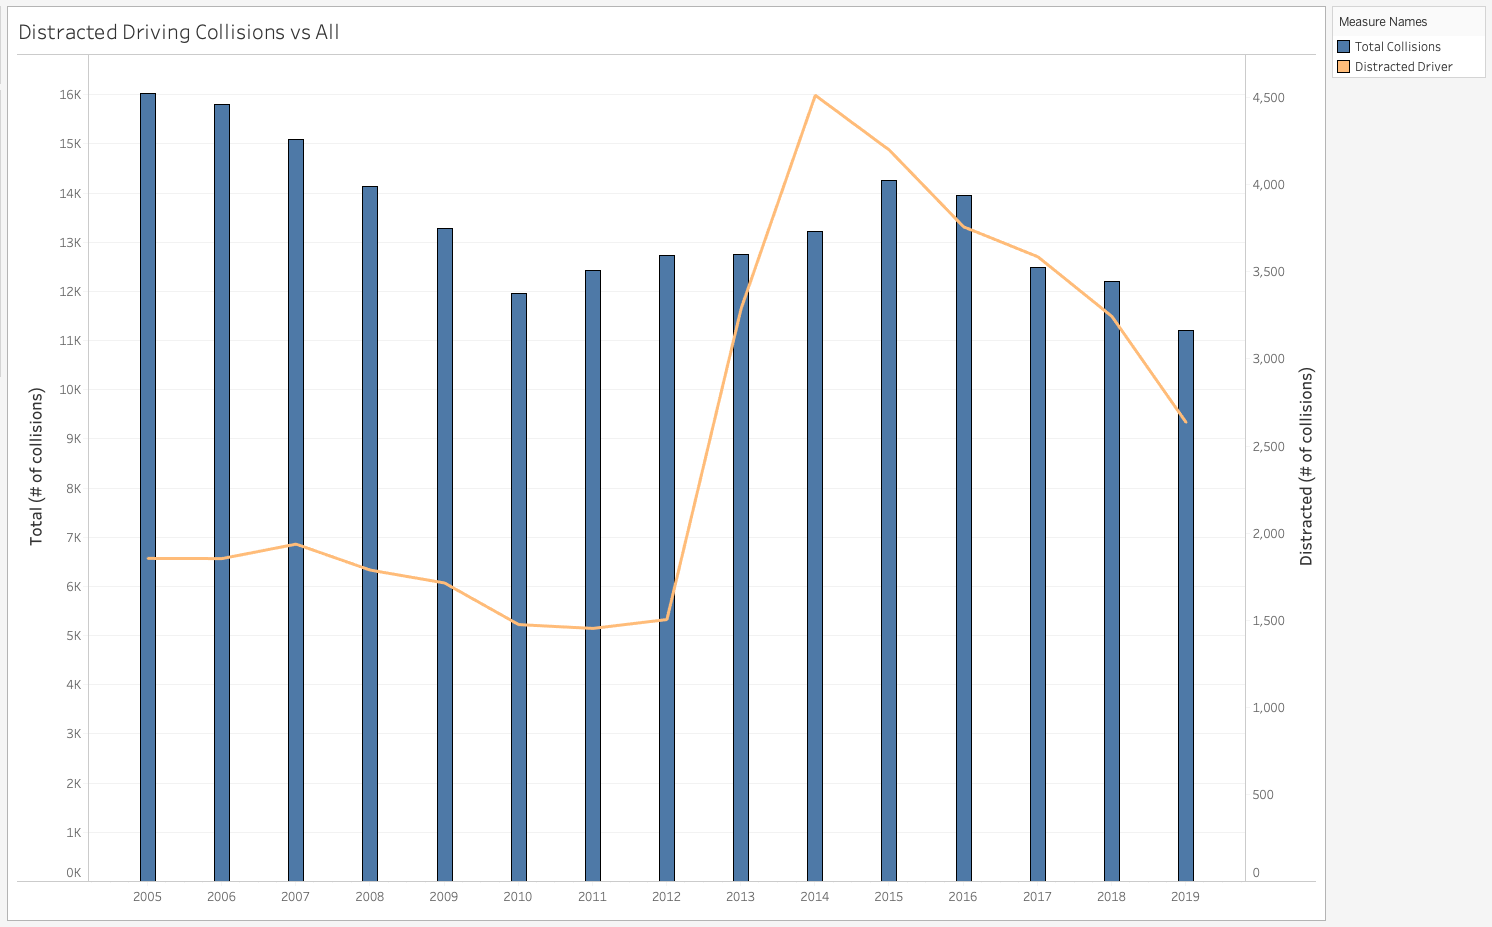 Distracted Driving Collisions vs All
Measure Names
Total Collisions
Distracted Driver
16K
15K
14K
13K
12K
11K
10K
9K
8K
7K
6K
5K
4K
3K
2K
1K
0K
Total (# of collisions)
4,500
4,000
3,500
3,000
2,500
2,000
1,500
1,000
500
0
Distracted (# of collisions)
2005 2006 2007 2008 2009 2010 2011 2012 2013 2014 2015 2016 2017 2018 2019